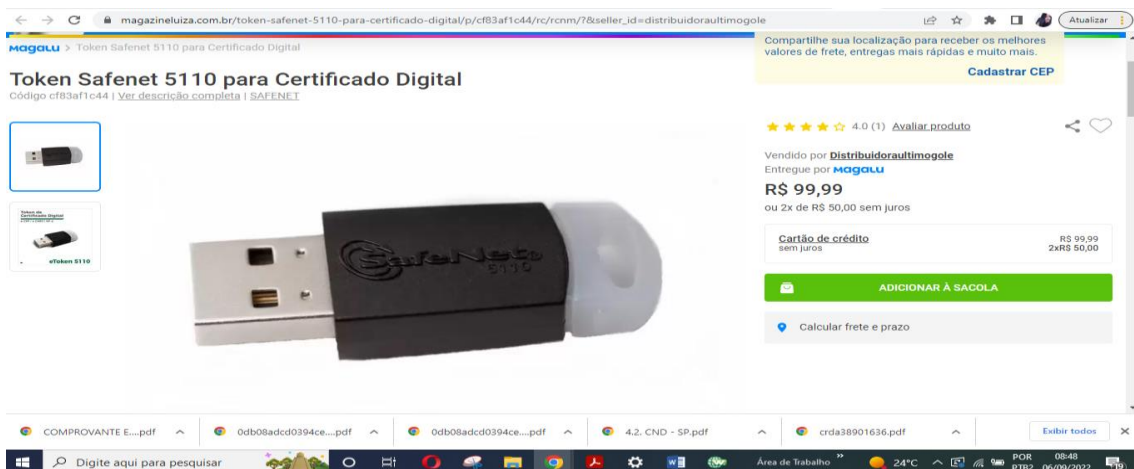 magazineluiza.com.br/token-safenet-5110-para-certificado-digital/p/cf83af1c44/rc/rcnm/?&seller_id=distribuidoraultimogole
Atualizar
Magalu > Token Safenet 5110 para Certificado Digital
Compartilhe sua localização para receber os melhores
valores de frete, entregas mais rápidas e muito mais.
Cadastrar CEP
Token Safenet 5110 para Certificado Digital
Código cf83af1c44 | Ver descrição completa | SAFENET
4.0 (1) Avaliar produto
Vendido por Distribuidoraultimogole
Entregue por Magalu
R$ 99,99
ou 2x de R$ 50,00 sem juros
Cartão de crédito R$ 99,99
sem juros 2xR$ 50,00
ADICIONAR À SACOLA
Calcular frete e prazo
Token de
Certificado Digital
eToken 5110
SafeNet
5110
COMPROVANTE E....pdf
0db08adcd0394ce....pdf
0db08adcd0394ce....pdf
4.2. CND - SP.pdf
crda38901636.pdf
Exibir todos
Digite aqui para pesquisar
Área de Trabalho
24°C
POR
PTB2
08:48
06/09/2022
19